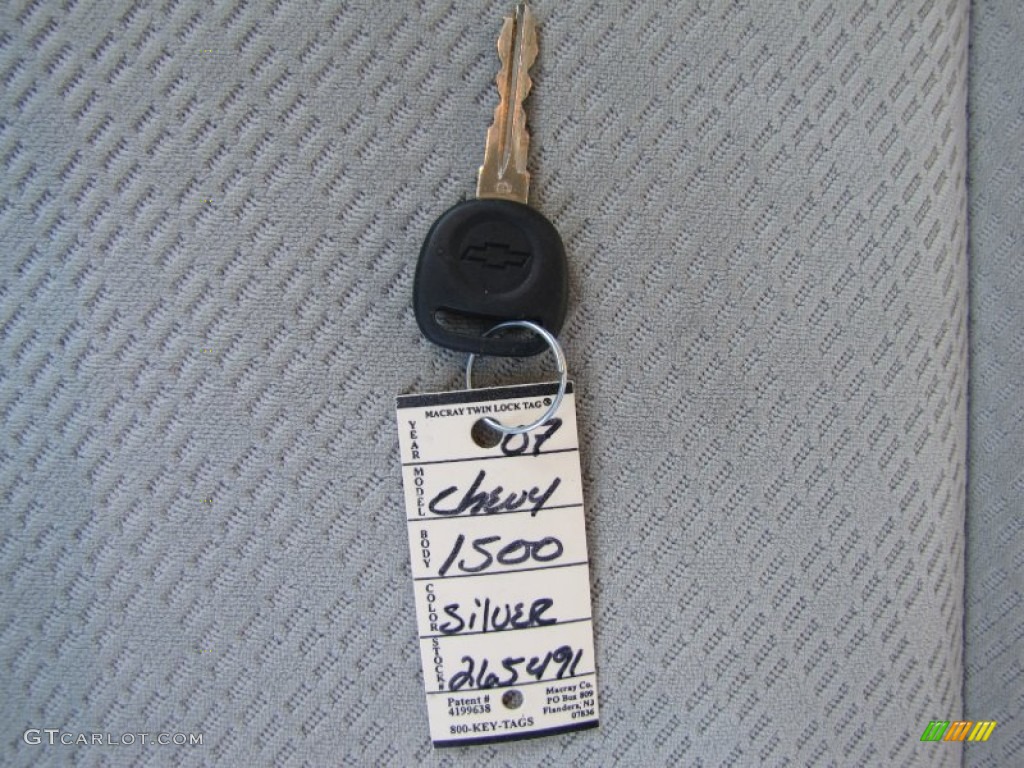 MACRAY TWIN LOCK TAG®
YEAR 07
MODEL Chevy
BODY 1500
COLOR SilVER
STOCK# 265491
Patent #
4199638
800-KEY-TAGS
Macray Co.
PO Box 809
Flanders, NJ
07836
GTCARLOT.COM